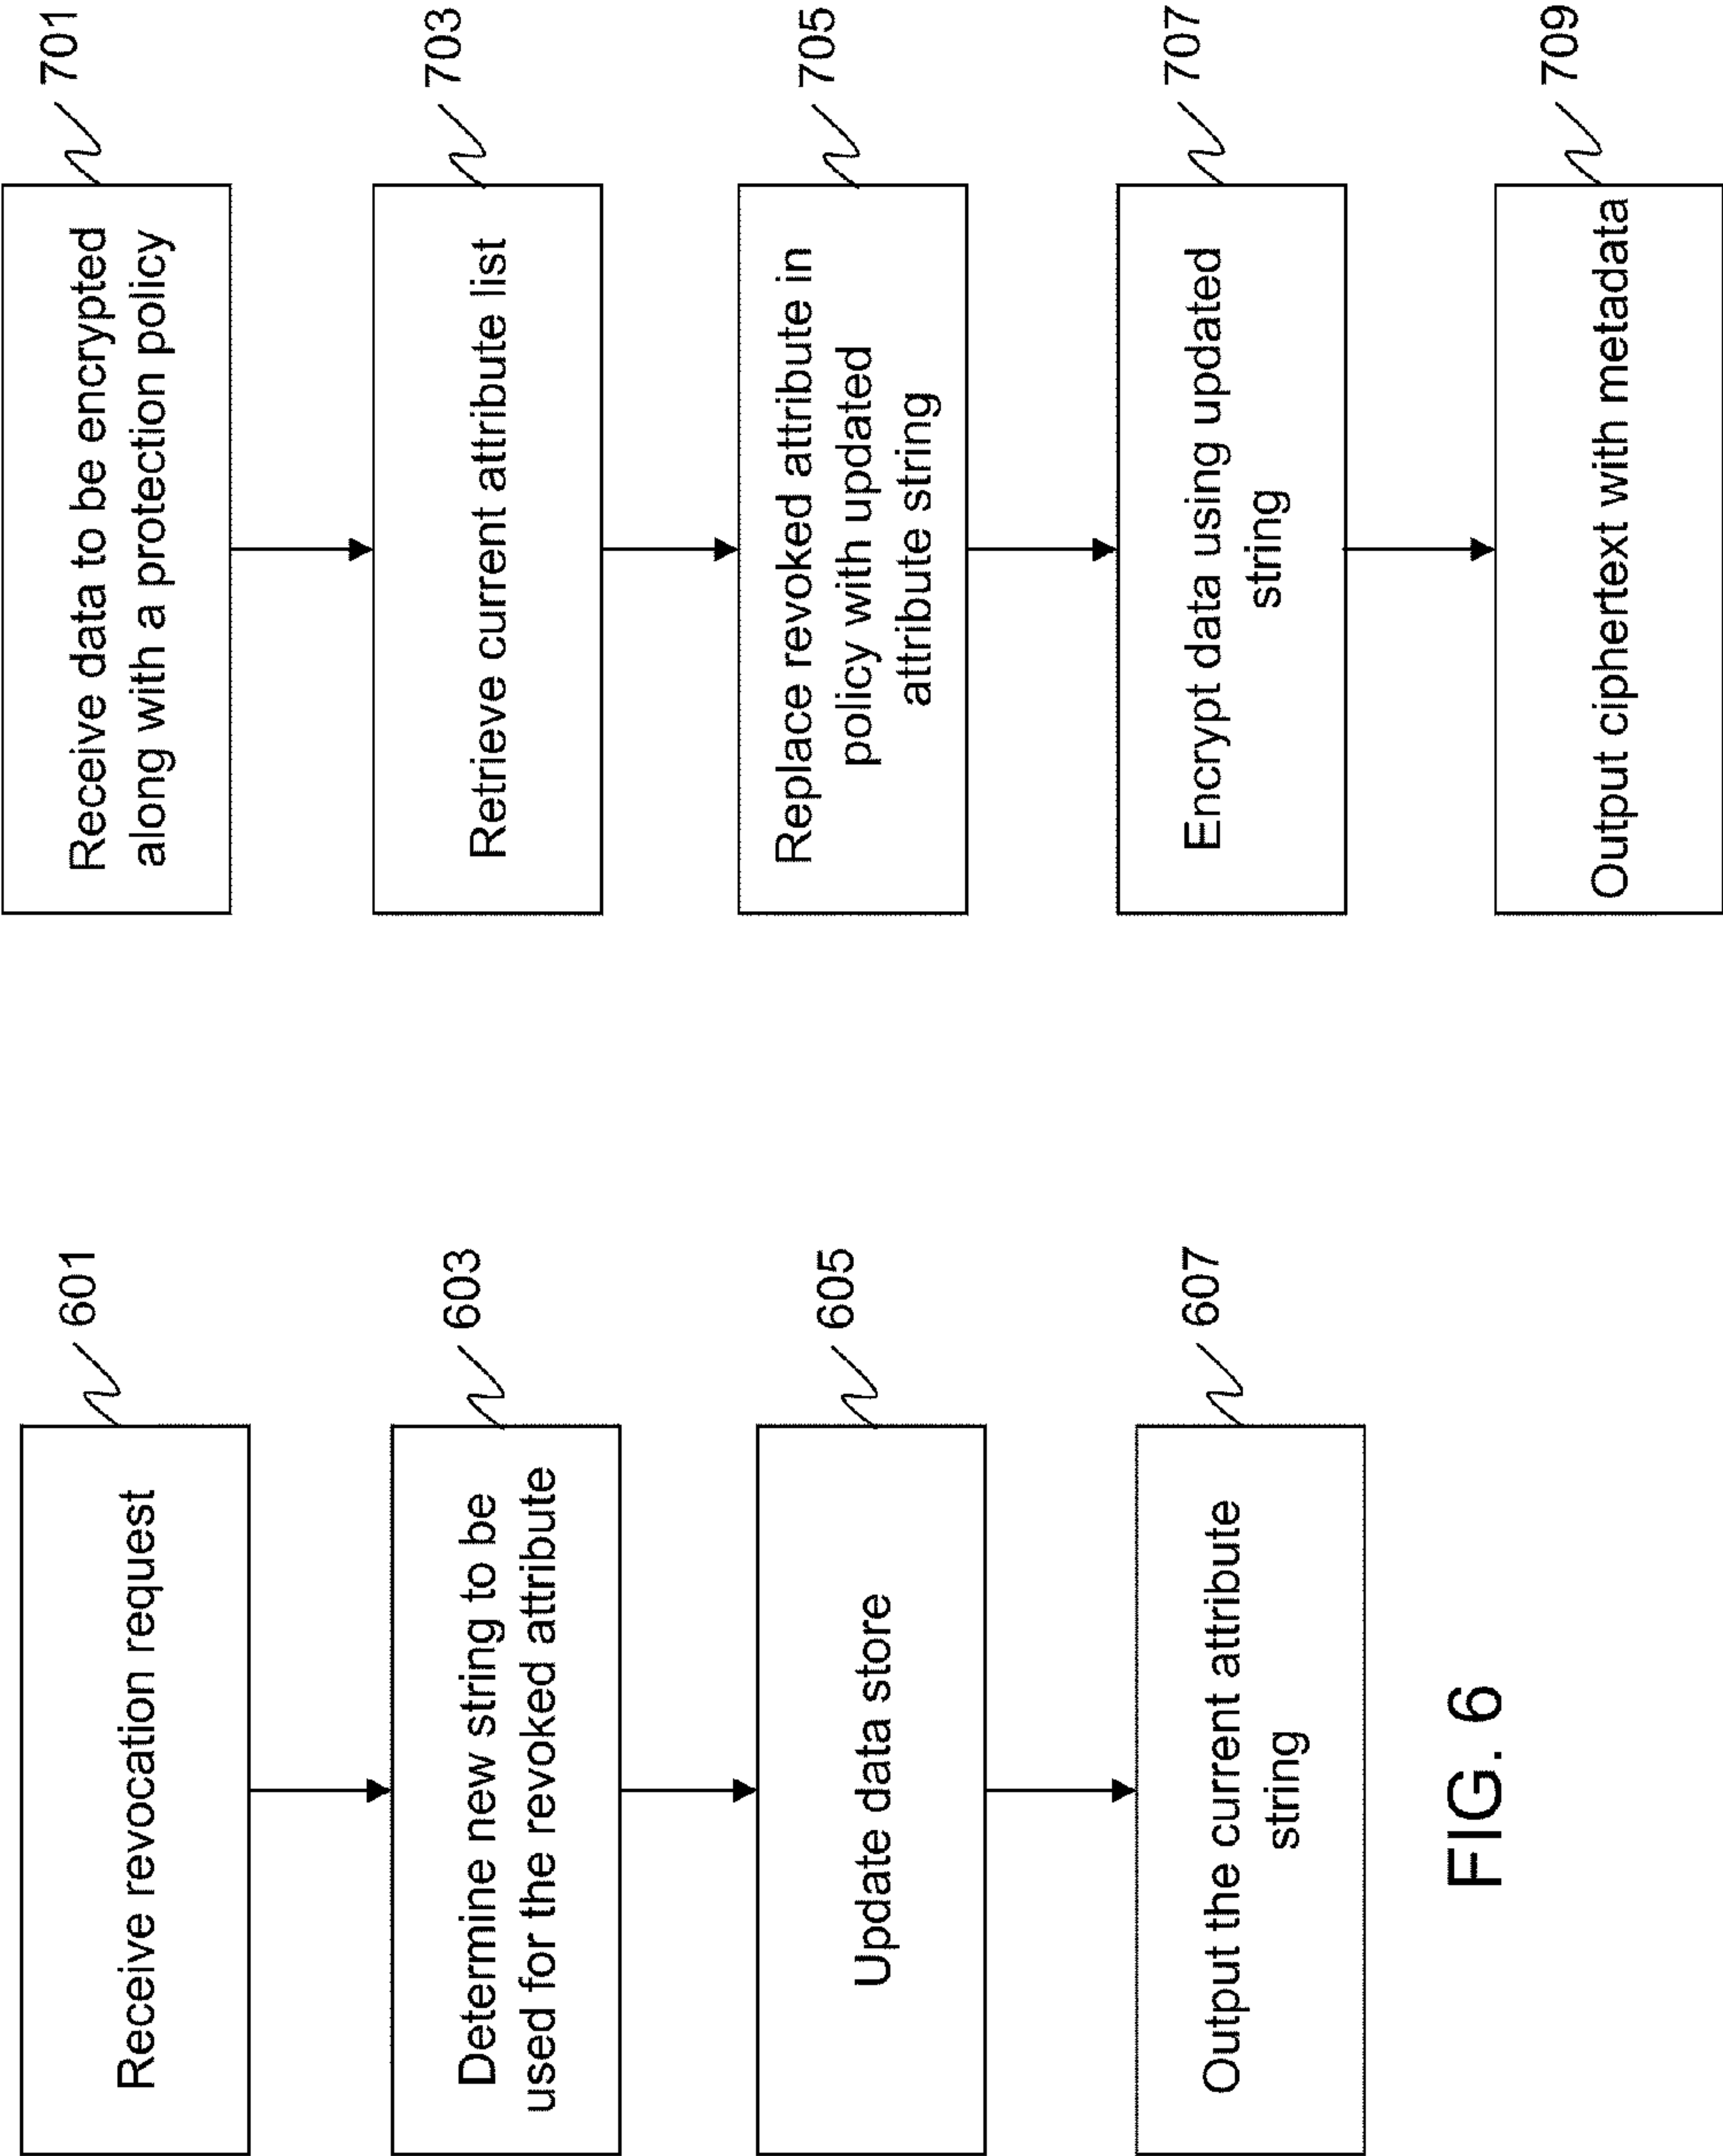 601
Receive revocation request
603
Determine new string to be
used for the revoked attribute
605
Update data store
607
Output the current attribute
string
FIG. 6
701
Receive data to be encrypted
along with a protection policy
703
Retrieve current attribute list
705
Replace revoked attribute in
policy with updated
attribute string
707
Encrypt data using updated
string
709
Output ciphertext with metadata